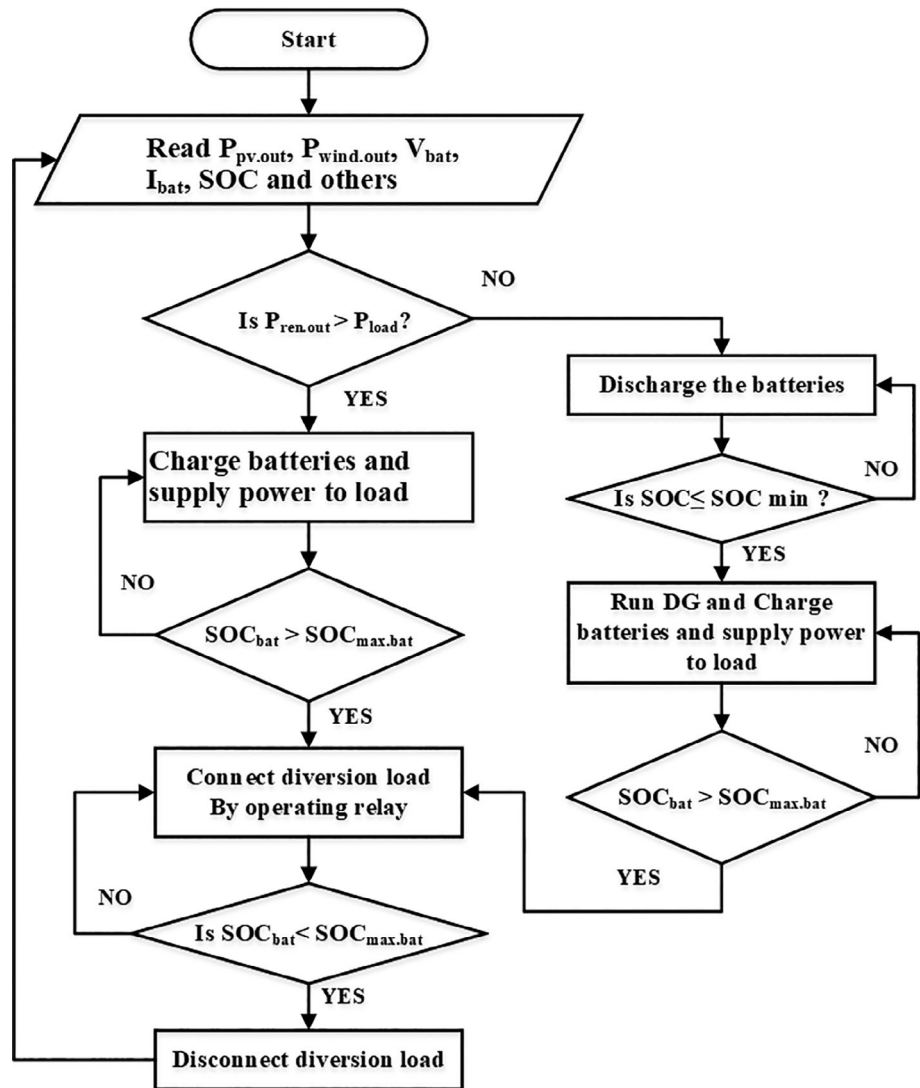 Start
Read P_pv.out, P_wind.out, V_bat,
I_bat, SOC and others
NO
Is P_ren.out > P_load?
YES
Discharge the batteries
Charge batteries and
supply power to load
NO
Is SOC≤ SOC min ?
YES
NO
Run DG and Charge
batteries and supply power
to load
SOC_bat > SOC_max.bat
YES
NO
Connect diversion load
By operating relay
SOC_bat > SOC_max.bat
YES
NO
Is SOC_bat< SOC_max.bat
YES
Disconnect diversion load